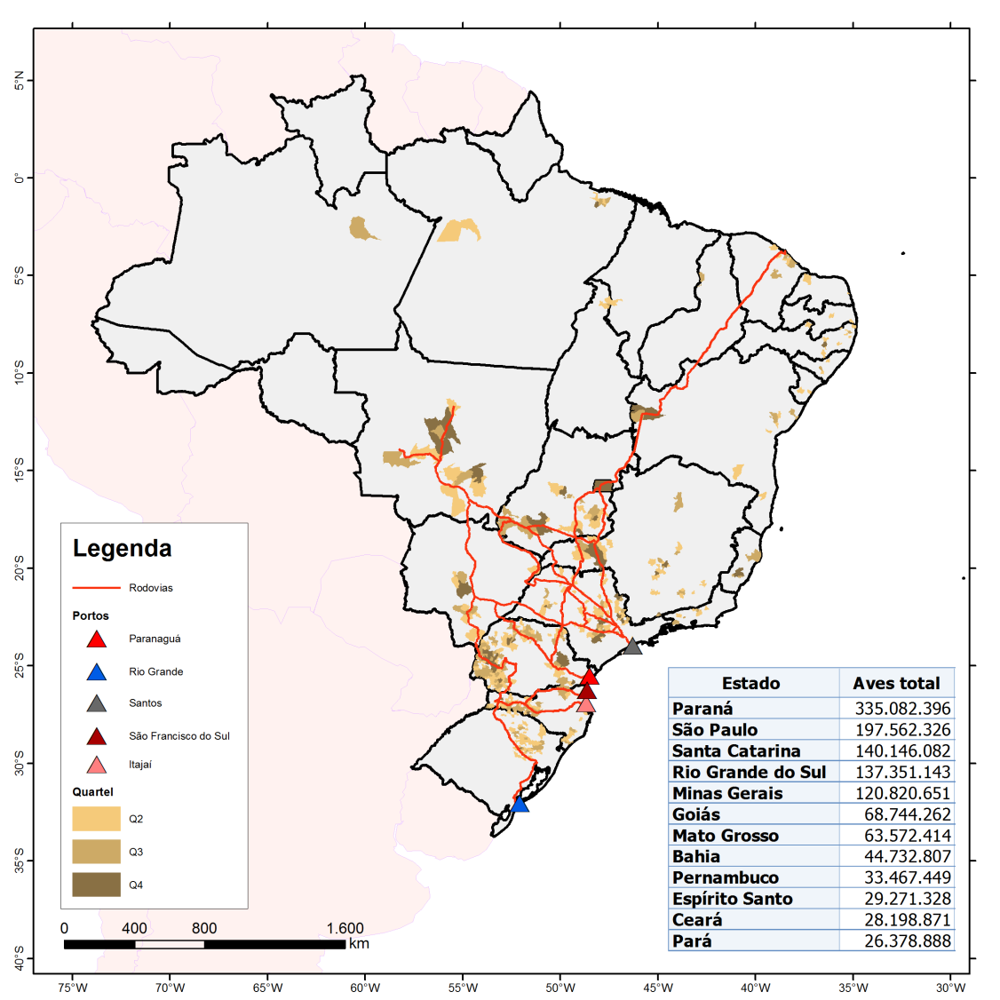 5°N
0°
5°S
10°S
15°S
20°S
25°S
30°S
35°S
40°S
Legenda
Rodovias
Portos
Paranaguá
Rio Grande
Santos
São Francisco do Sul
Itajaí
Quartel
Q2
Q3
Q4
0 400 800 1.600
km
Estado Aves total
Paraná 335.082.396
São Paulo 197.562.326
Santa Catarina 140.146.082
Rio Grande do Sul 137.351.143
Minas Gerais 120.820.651
Goiás 68.744.262
Mato Grosso 63.572.414
Bahia 44.732.807
Pernambuco 33.467.449
Espírito Santo 29.271.328
Ceará 28.198.871
Pará 26.378.888
75°W 70°W 65°W 60°W 55°W 50°W 45°W 40°W 35°W 30°W